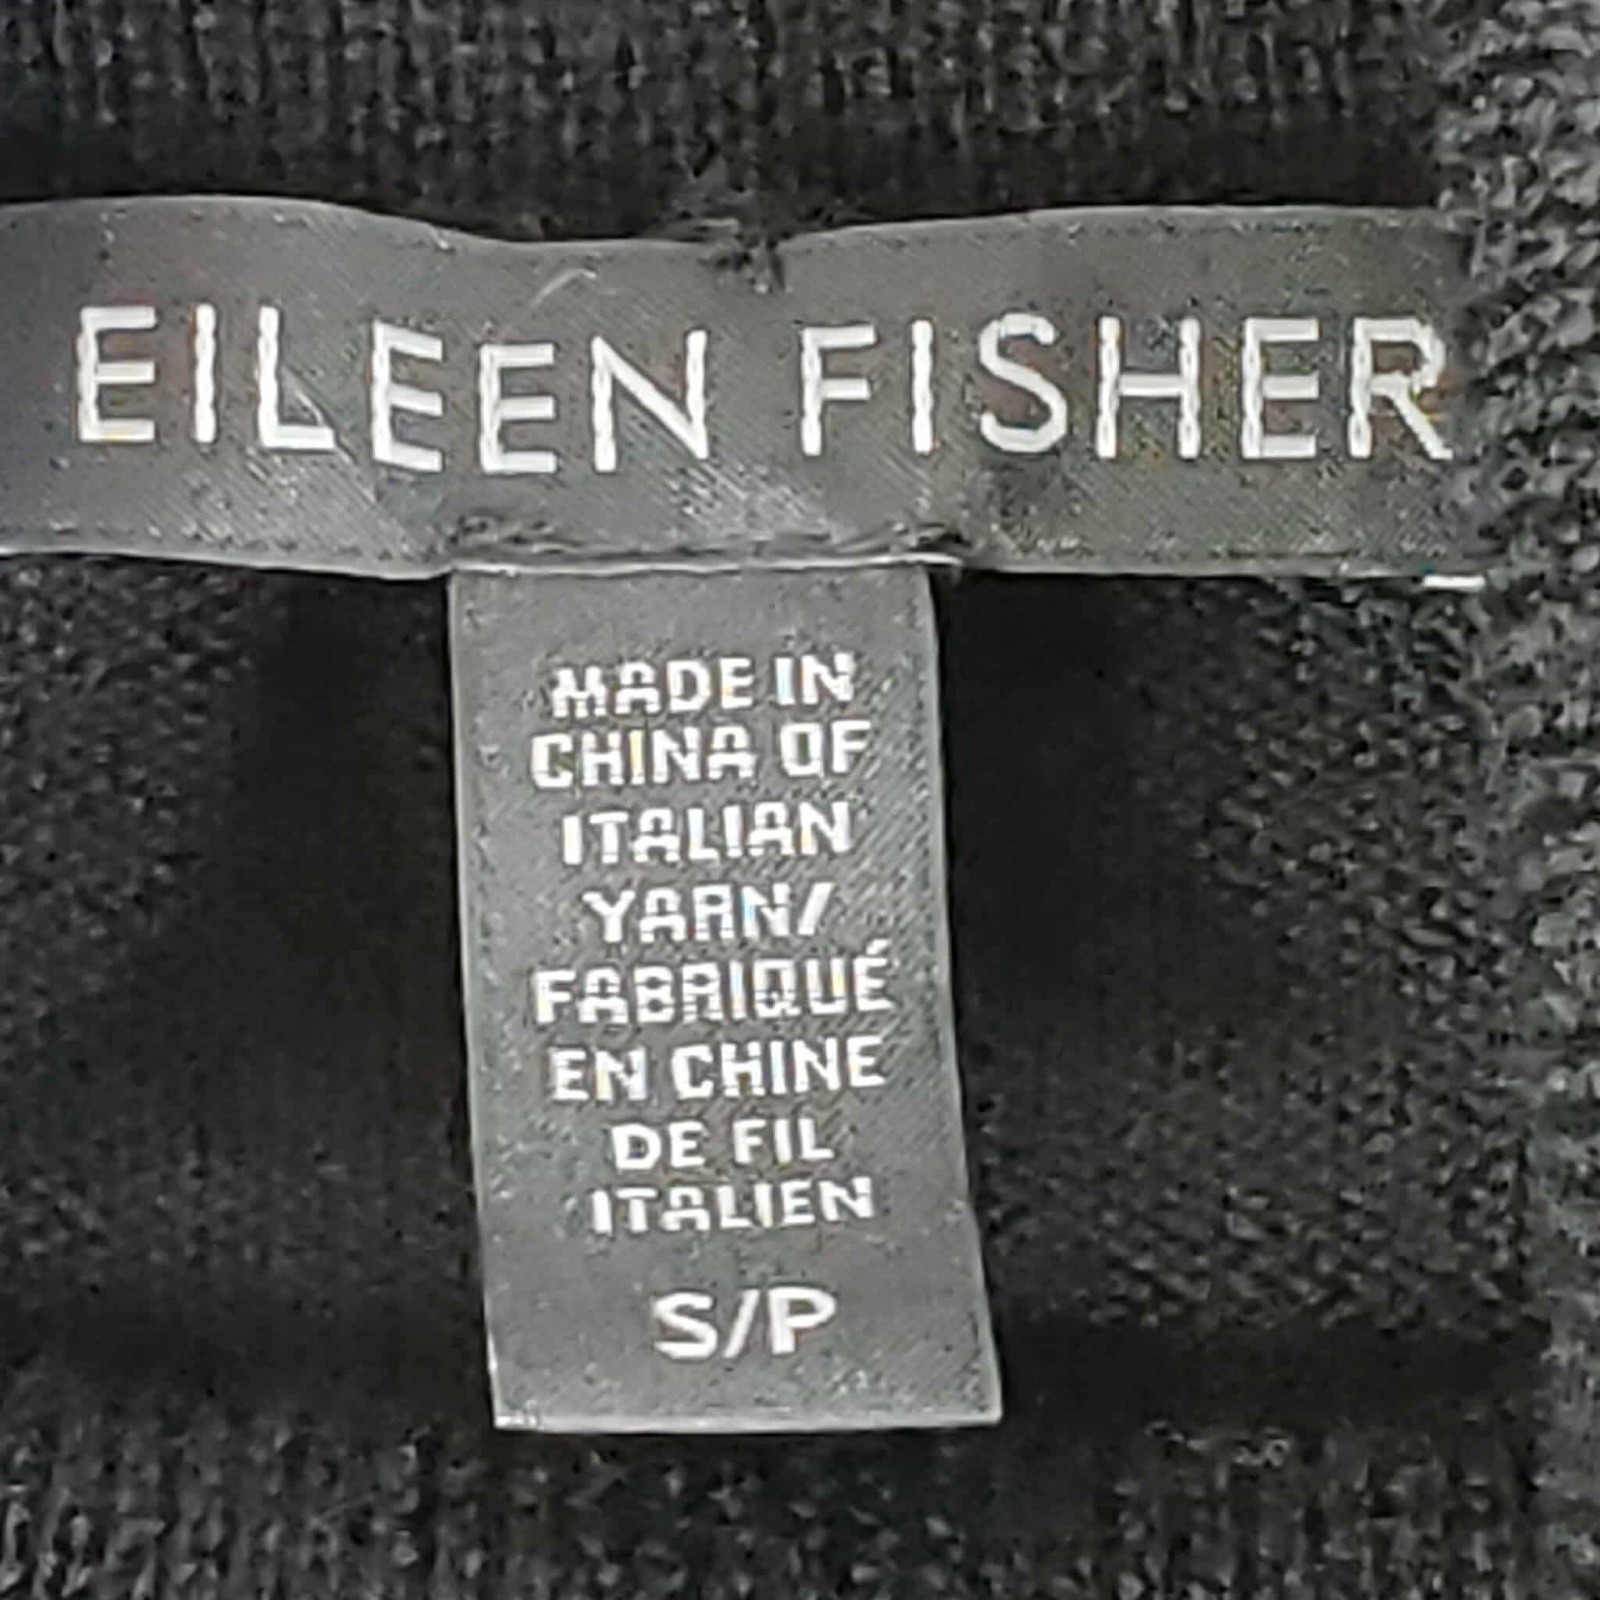 EILEEN FISHER
MADE IN
CHINA OF
ITALIAN
YARN/
FABRIQUÉ
EN CHINE
DE FIL
ITALIEN
S/P